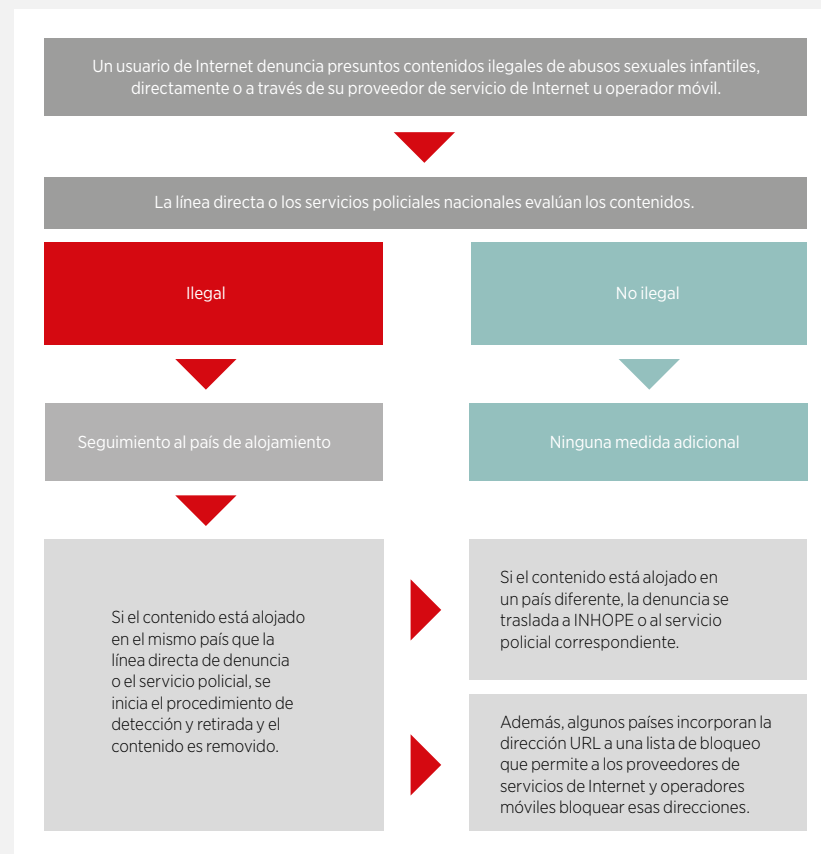 Un usuario de Internet denuncia presuntos contenidos ilegales de abusos sexuales infantiles,
directamente o a través de su proveedor de servicio de Internet u operador móvil.
La línea directa o los servicios policiales nacionales evalúan los contenidos.
Ilegal
No ilegal
Seguimiento al país de alojamiento
Ninguna medida adicional
Si el contenido está alojado
en el mismo país que la
línea directa de denuncia
o el servicio policial, se
inicia el procedimiento de
detección y retirada y el
contenido es removido.
Si el contenido está alojado en
un país diferente, la denuncia se
traslada a INHOPE o al servicio
policial correspondiente.
Además, algunos países incorporan la
dirección URL a una lista de bloqueo
que permite a los proveedores de
servicios de Internet y operadores
móviles bloquear esas direcciones.